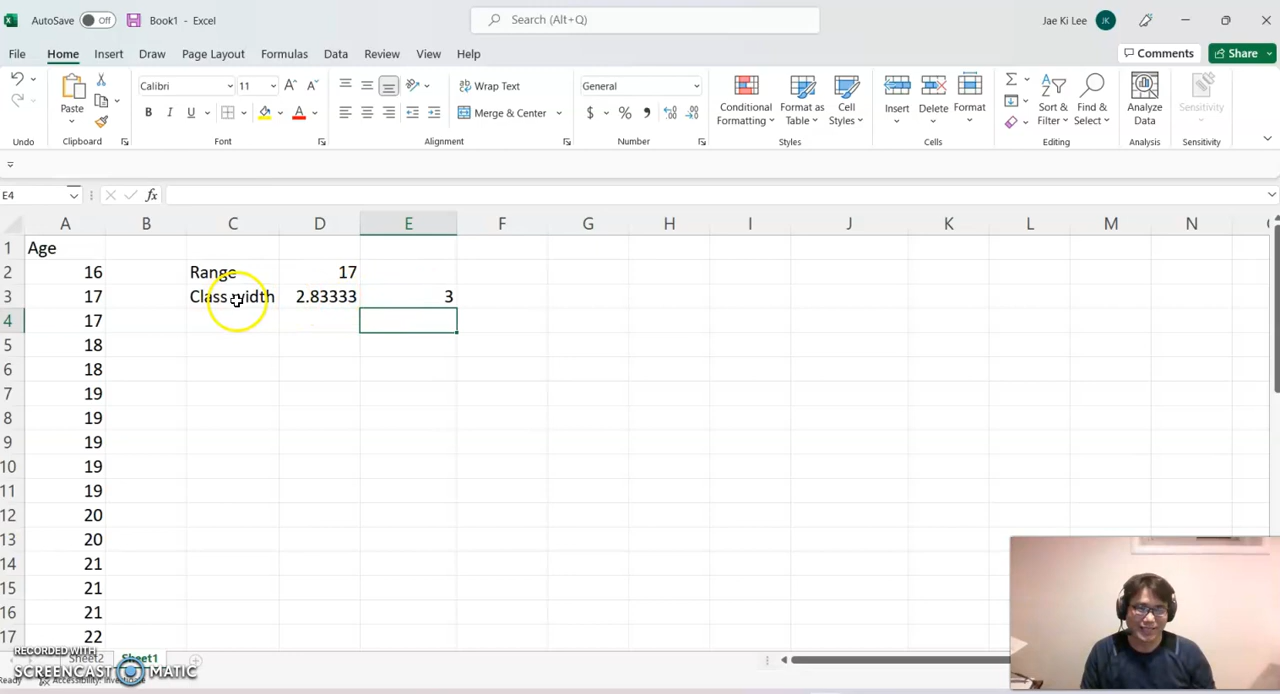 AutoSave Off Book1 - Excel Search (Alt+Q) Jae Ki Lee JK
File Home Insert Draw Page Layout Formulas Data Review View Help Comments Share
Calibri 11 Wrap Text General
Paste Merge & Center $ % Conditional Formatting Format as Table Cell Styles Insert Delete Format Sort & Filter Find & Select Analyze Data Sensitivity
Undo Clipboard Font Alignment Number Styles Cells Editing Analysis Sensitivity
E4 fx
A B C D E F G H I J K L M N
1 Age
2 16 Range 17
3 17 Class width 2.83333 3
4 17
5 18
6 18
7 19
8 19
9 19
10 19
11 19
12 20
13 20
14 21
15 21
16 21
17 22
RECORDED WITH
SCREENCAST MATIC
Sheet2 Sheet1
Ready Accessibility: